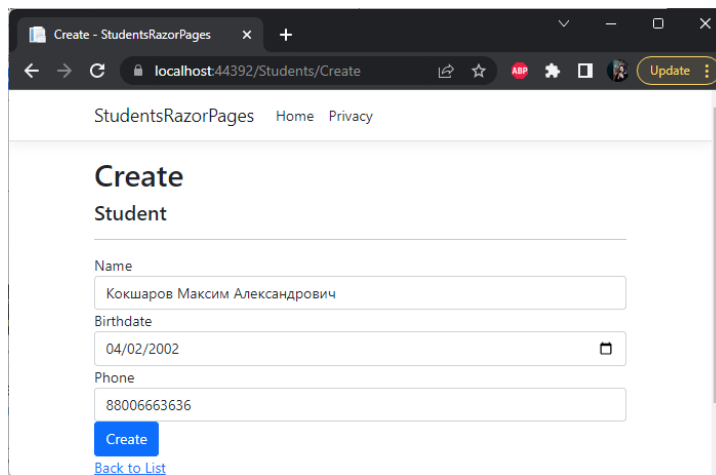 Create - StudentsRazorPages
localhost:44392/Students/Create
ABP
Update
StudentsRazorPages Home Privacy
Create
Student
Name
Кокшаров Максим Александрович
Birthdate
04/02/2002
Phone
88006663636
Create
Back to List